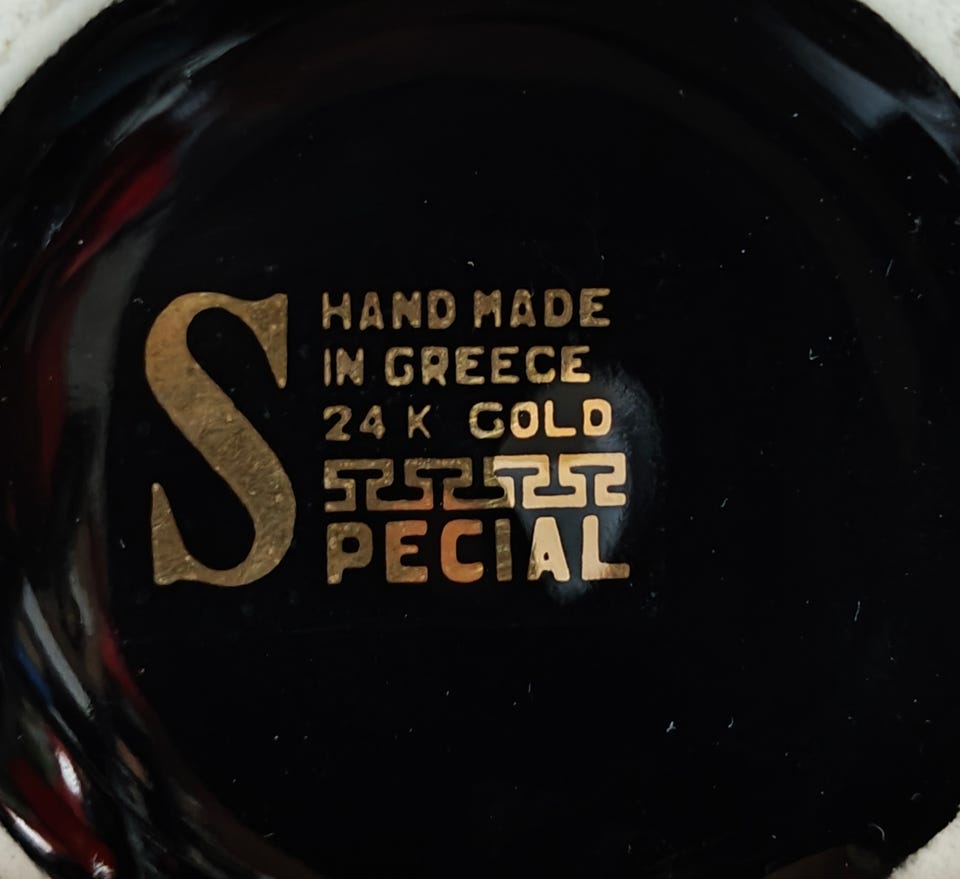 HAND MADE
IN GREECE
24 K GOLD
SPECIAL